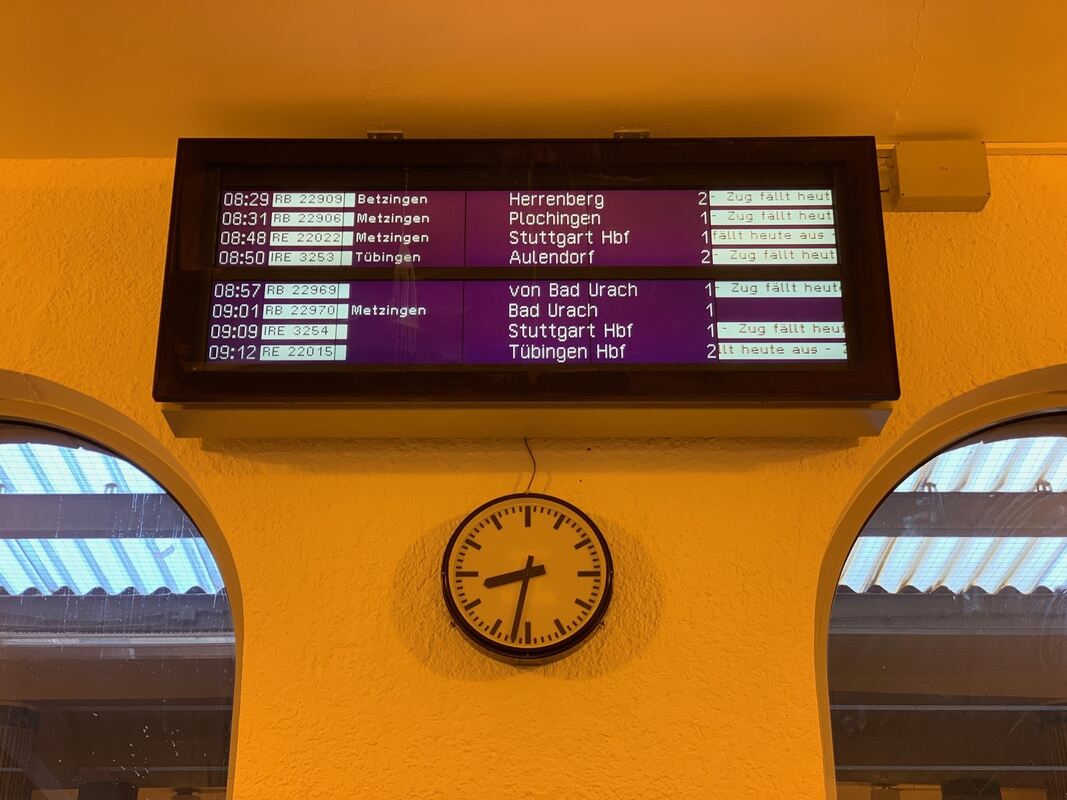 08:29 RB 22909 Betzingen Herrenberg 2 - Zug fällt heut
08:31 RB 22906 Metzingen Plochingen 1 - Zug fällt heut
08:48 RE 22022 Metzingen Stuttgart Hbf 1 fällt heute aus -
08:50 IRE 3253 Tübingen Aulendorf 2 - Zug fällt heut
08:57 RB 22969 von Bad Urach 1 - Zug fällt heute
09:01 RB 22970 Metzingen Bad Urach 1
09:09 IRE 3254 Stuttgart Hbf 1 - Zug fällt heut
09:12 RE 22015 Tübingen Hbf 2 llt heute aus - Z